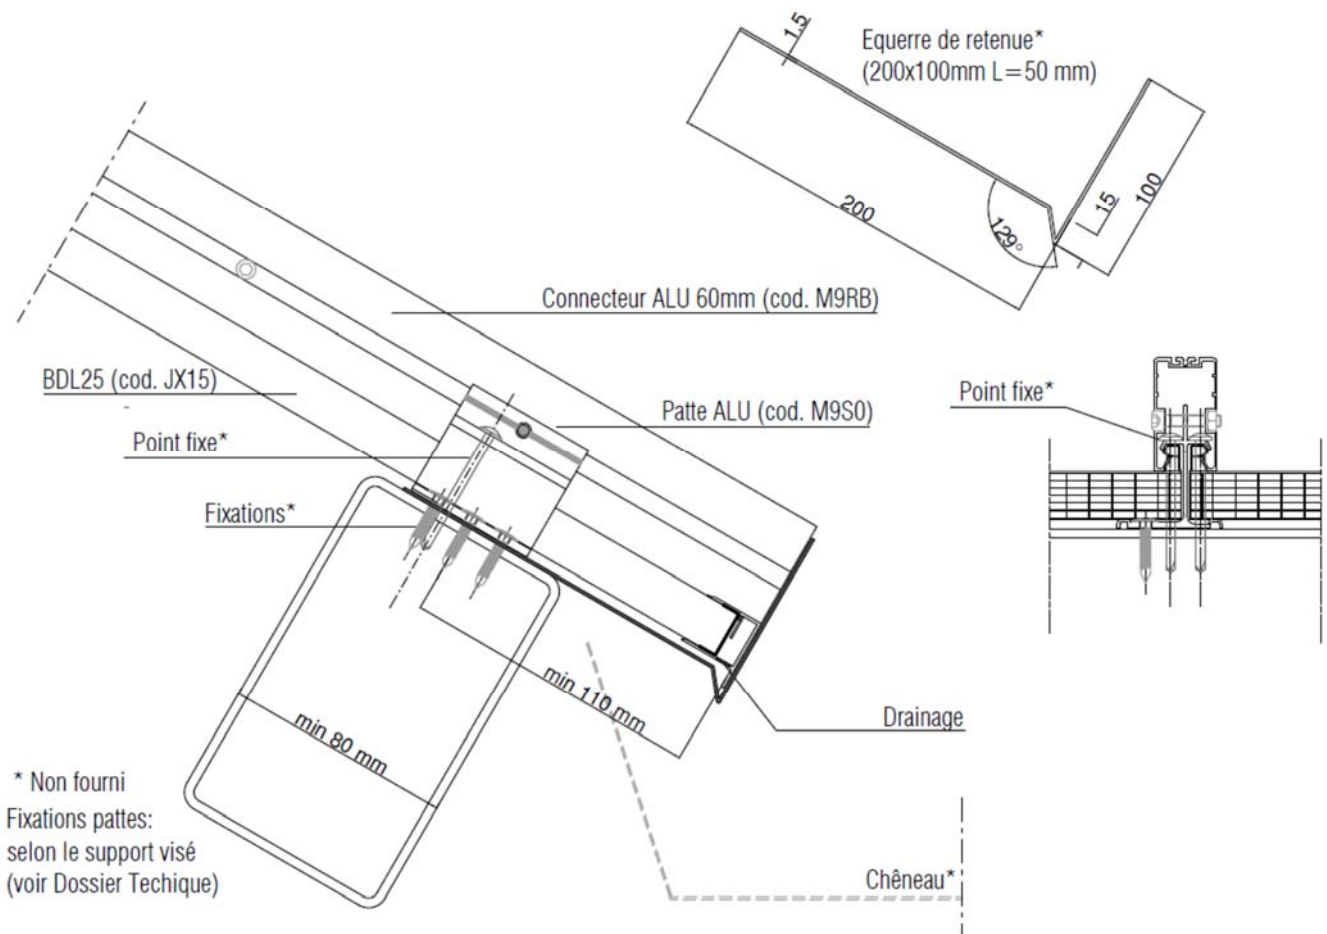 1,5
Equerre de retenue*
(200x100mm L=50 mm)
200
129°
15
100
Connecteur ALU 60mm (cod. M9RB)
BDL25 (cod. JX15)
Patte ALU (cod. M9S0)
Point fixe*
Point fixe*
Fixations*
min 110 mm
min 80 mm
Drainage
* Non fourni
Fixations pattes:
selon le support visé
(voir Dossier Techique)
Chêneau*